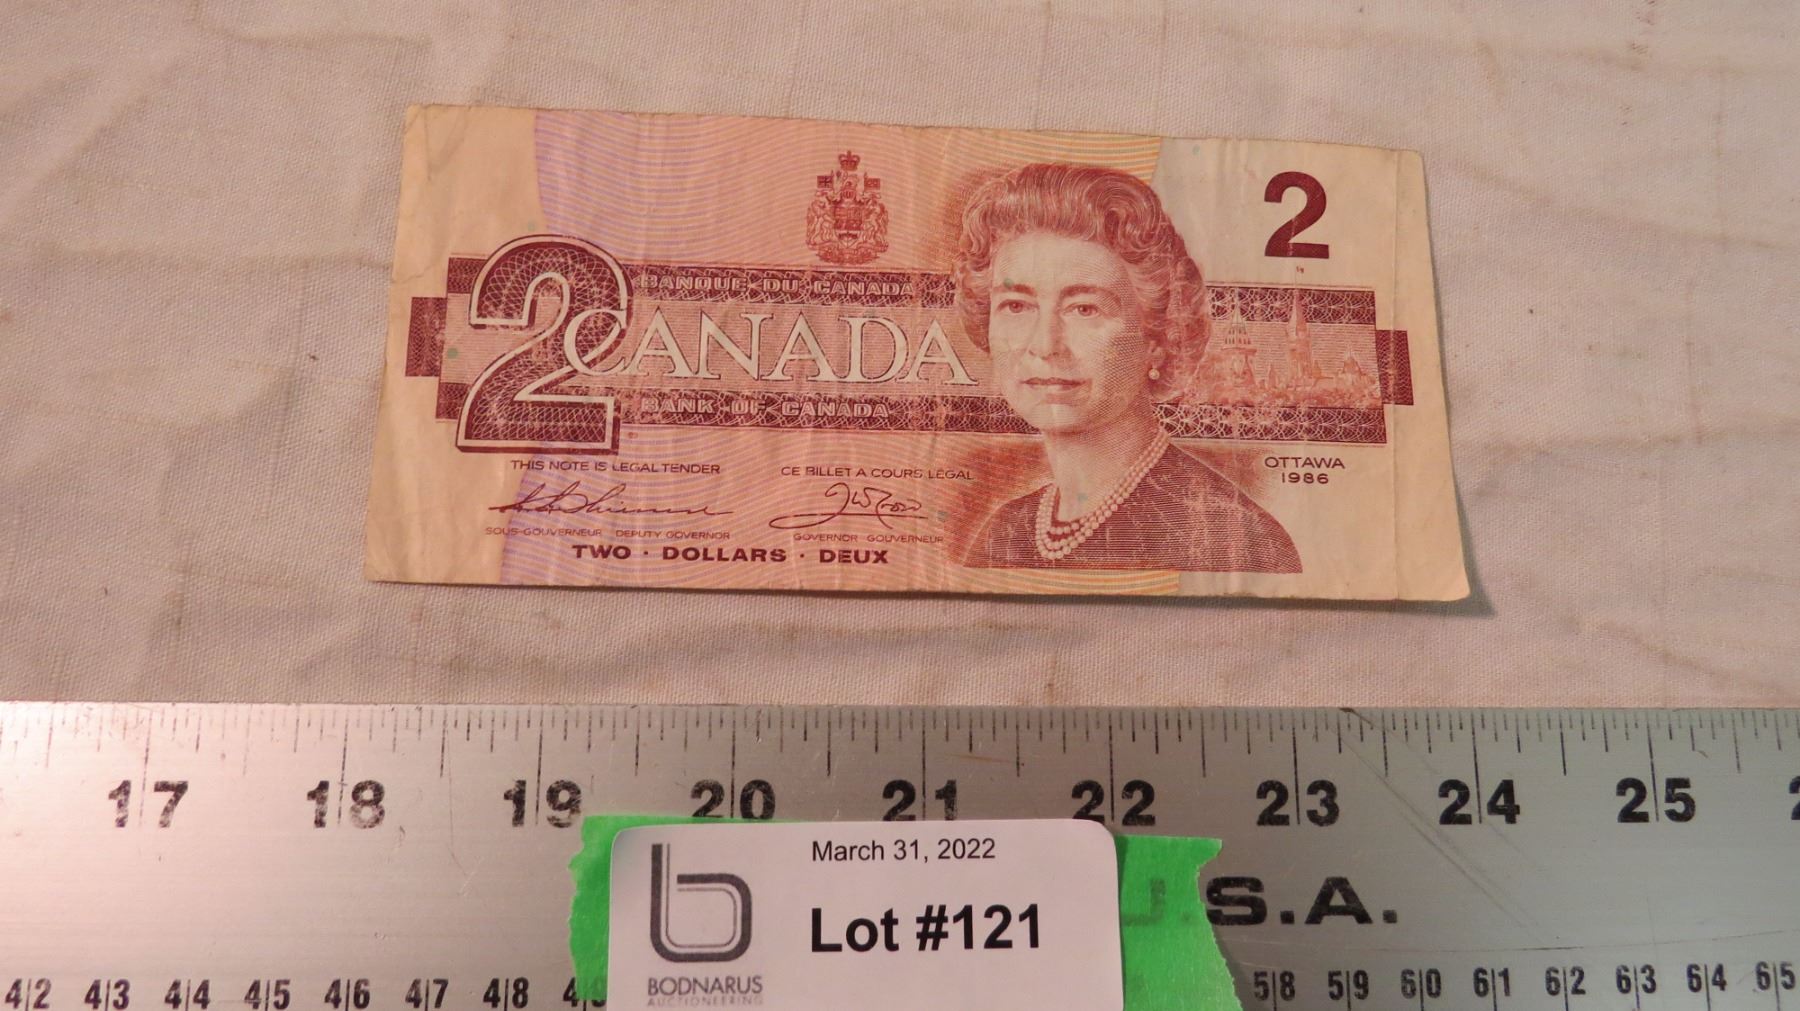 2
2
BANQUE DU CANADA
CANADA
BANK OF CANADA
THIS NOTE IS LEGAL TENDER
CE BILLET A COURS LÉGAL
OTTAWA
1986
SOUS-GOUVERNEUR DEPUTY GOVERNOR
GOVERNOR GOUVERNEUR
TWO · DOLLARS · DEUX
17 18 19 20 21 22 23 24 25
March 31, 2022
Lot #121
BODNARUS
AUCTIONEERING
U.S.A.
42 43 44 45 46 47 48 58 59 60 61 62 63 64 65